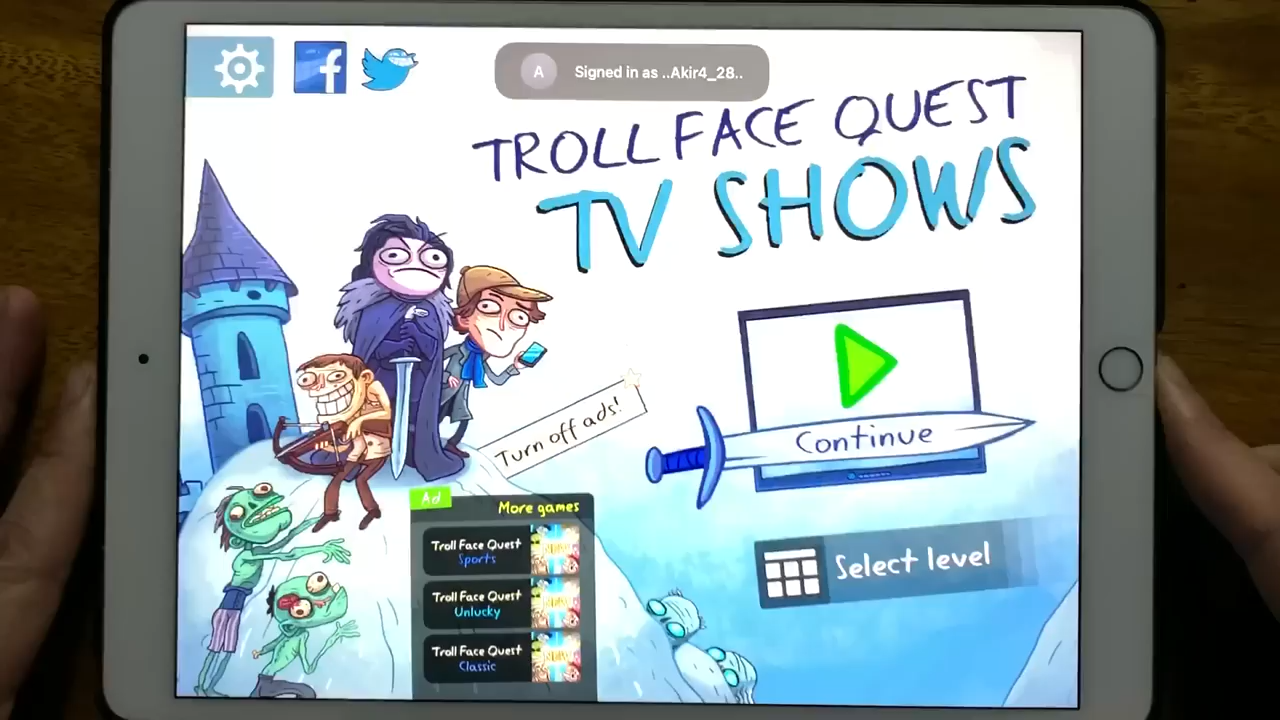 A
Signed in as ..Akir4_28..
TROLL FACE QUEST
TV SHOWS
Turn off ads!
Continue
Select level
Ad
More games
Troll Face Quest
Sports
Troll Face Quest
Unlucky
Troll Face Quest
Classic